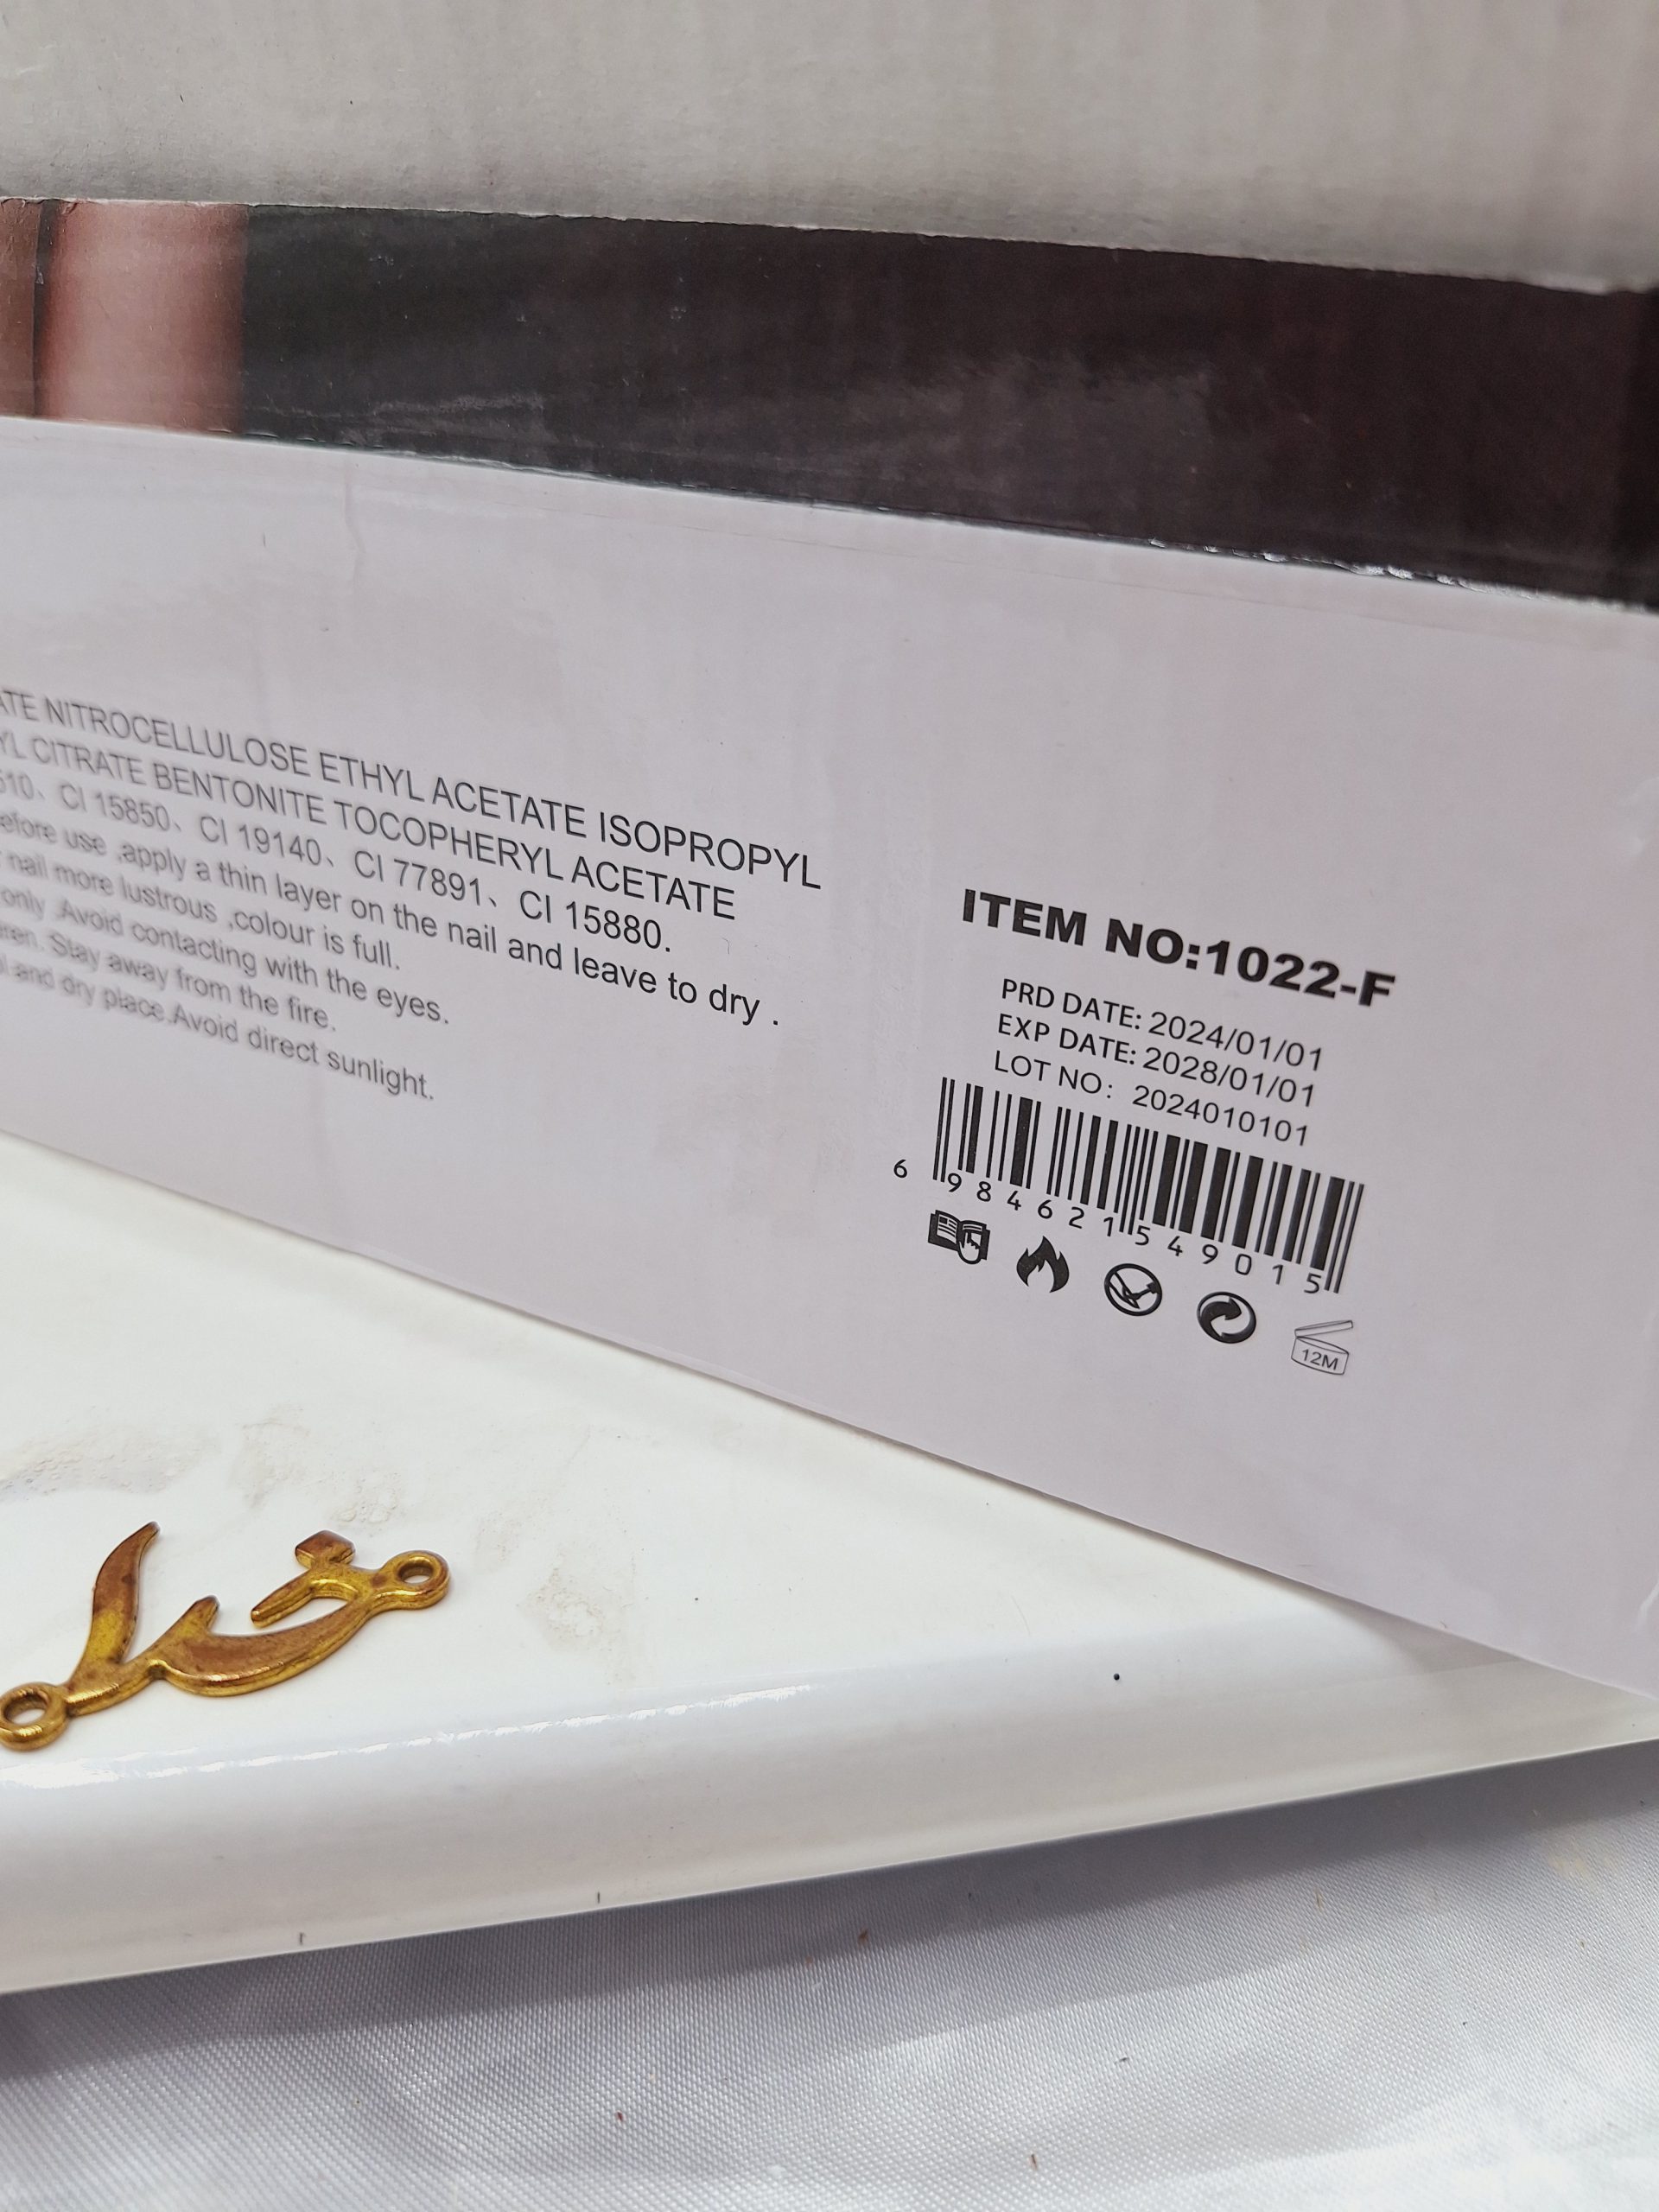 ATE NITROCELLULOSE ETHYL ACETATE ISOPROPYL
YL CITRATE BENTONITE TOCOPHERYL ACETATE
510、 CI 15850、 CI 19140、 CI 77891、 CI 15880.
efore use ,apply a thin layer on the nail and leave to dry .
nail more lustrous ,colour is full.
only .Avoid contacting with the eyes.
ren. Stay away from the fire.
and dry place.Avoid direct sunlight.
ITEM NO:1022-F
PRD DATE: 2024/01/01
EXP DATE: 2028/01/01
LOT NO: 2024010101
6 984621 549015
12M